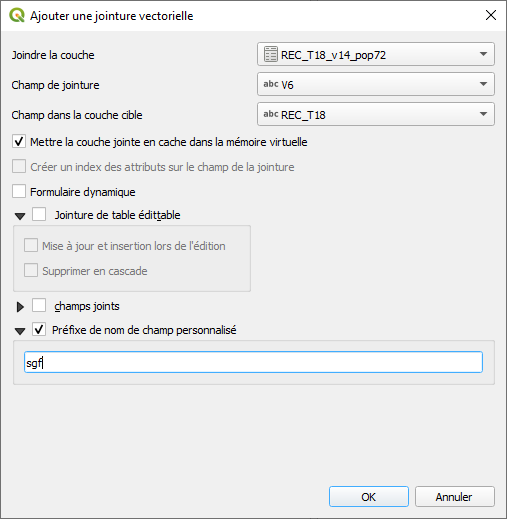 Ajouter une jointure vectorielle
Joindre la couche REC_T18_v14_pop72
Champ de jointure abc V6
Champ dans la couche cible abc REC_T18
Mettre la couche jointe en cache dans la mémoire virtuelle
Créer un index des attributs sur le champ de la jointure
Formulaire dynamique
Jointure de table édittable
Mise à jour et insertion lors de l'édition
Supprimer en cascade
champs joints
Préfixe de nom de champ personnalisé
sgf
OK Annuler